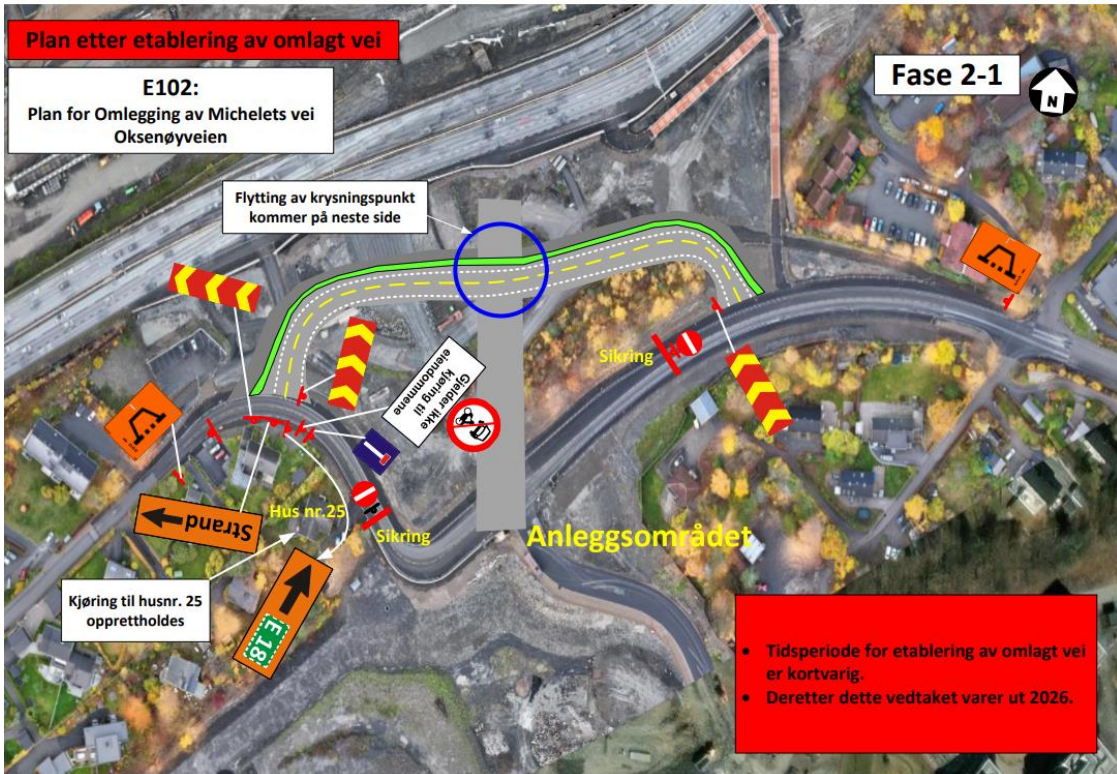 Plan etter etablering av omlagt vei
E102:
Plan for Omlegging av Michelets vei
Oksenøyveien
Fase 2-1
N
Flytting av krysningspunkt
kommer på neste side
Sikring
Gjelder ikke
kjøring til
eiendommene
Strand
Hus nr.25
Sikring
Anleggsområdet
Kjøring til husnr. 25
opprettholdes
E 18
• Tidsperiode for etablering av omlagt vei
er kortvarig.
• Deretter dette vedtaket varer ut 2026.